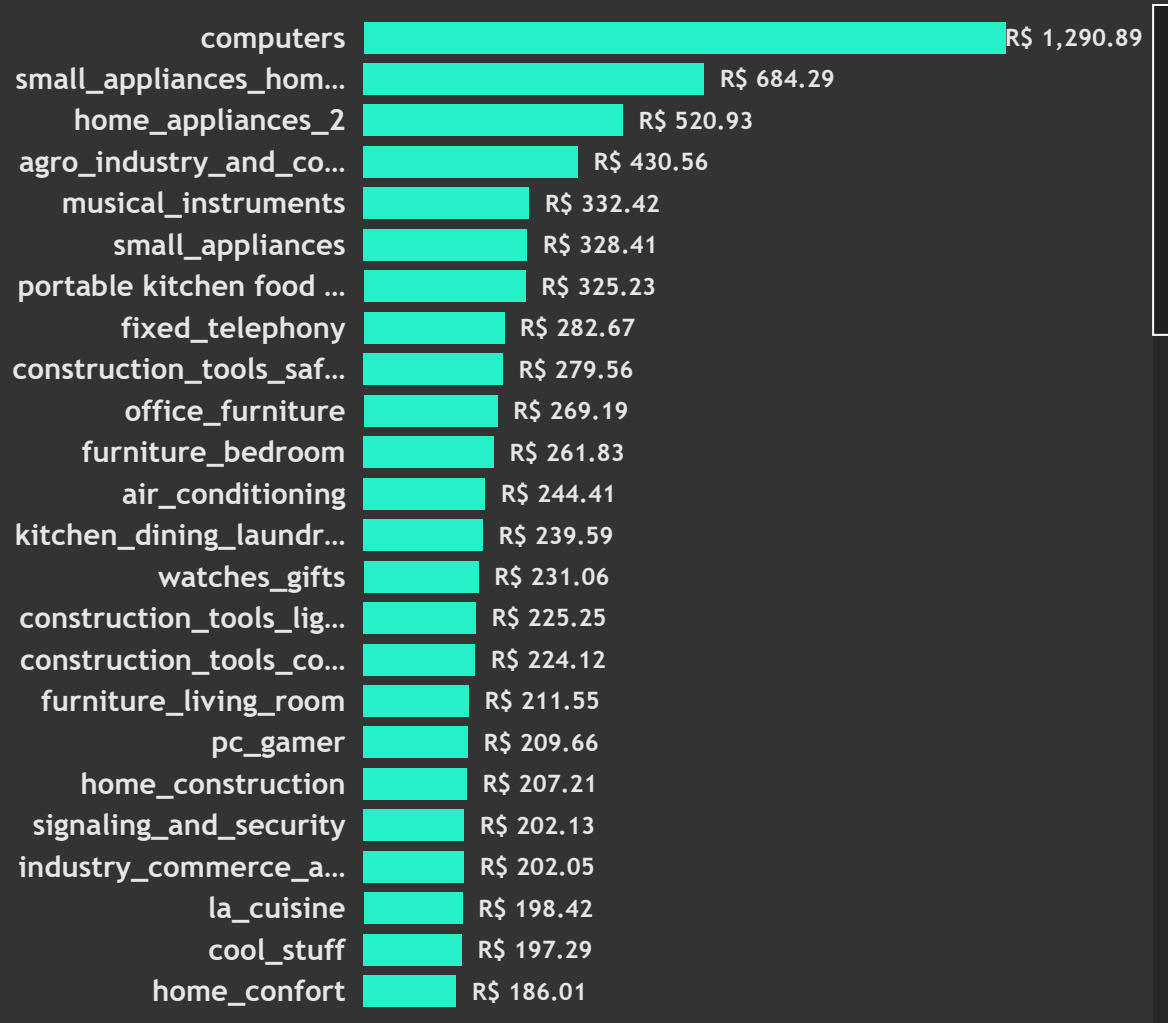 computers R$ 1,290.89
small_appliances_hom... R$ 684.29
home_appliances_2 R$ 520.93
agro_industry_and_co... R$ 430.56
musical_instruments R$ 332.42
small_appliances R$ 328.41
portable kitchen food ... R$ 325.23
fixed_telephony R$ 282.67
construction_tools_saf... R$ 279.56
office_furniture R$ 269.19
furniture_bedroom R$ 261.83
air_conditioning R$ 244.41
kitchen_dining_laundr... R$ 239.59
watches_gifts R$ 231.06
construction_tools_lig... R$ 225.25
construction_tools_co... R$ 224.12
furniture_living_room R$ 211.55
pc_gamer R$ 209.66
home_construction R$ 207.21
signaling_and_security R$ 202.13
industry_commerce_a... R$ 202.05
la_cuisine R$ 198.42
cool_stuff R$ 197.29
home_confort R$ 186.01